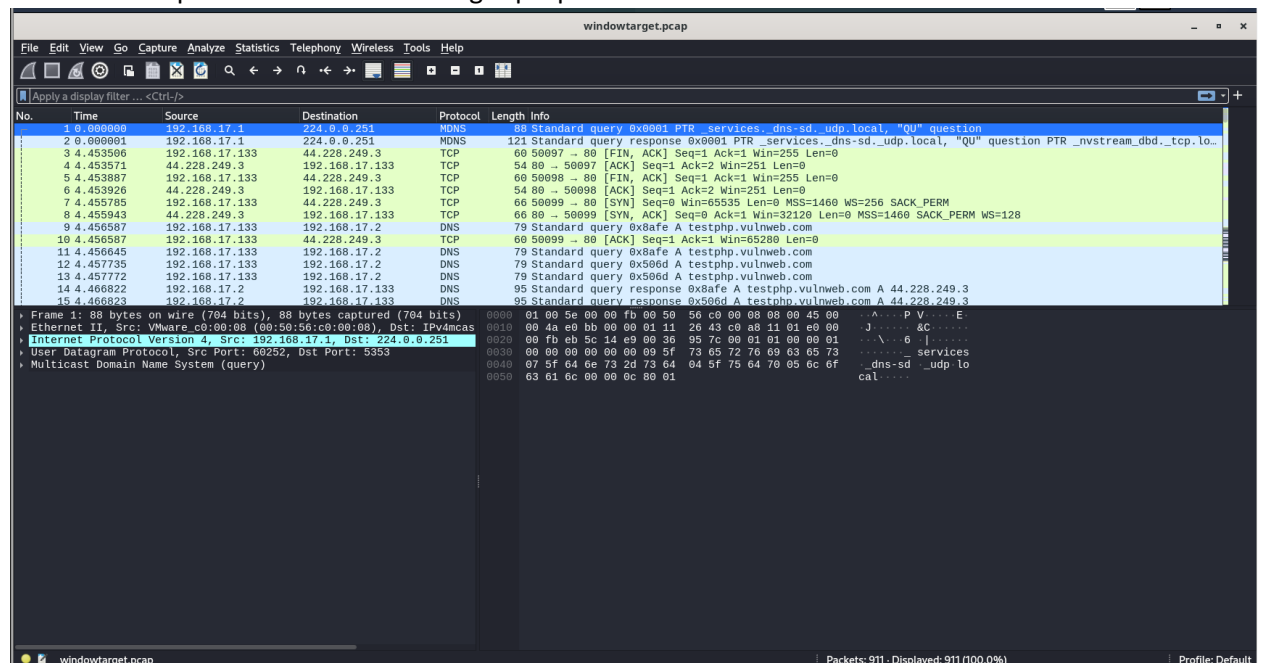 windowtarget.pcap
File Edit View Go Capture Analyze Statistics Telephony Wireless Tools Help
Apply a display filter … <Ctrl-/>
No. Time Source Destination Protocol Length Info
1 0.000000 192.168.17.1 224.0.0.251 MDNS 88 Standard query 0x0001 PTR _services._dns-sd._udp.local, "QU" question
2 0.000001 192.168.17.1 224.0.0.251 MDNS 121 Standard query response 0x0001 PTR _services._dns-sd._udp.local, "QU" question PTR _nvstream_dbd._tcp.lo…
3 4.453506 192.168.17.133 44.228.249.3 TCP 60 50097 → 80 [FIN, ACK] Seq=1 Ack=1 Win=255 Len=0
4 4.453571 44.228.249.3 192.168.17.133 TCP 54 80 → 50097 [ACK] Seq=1 Ack=2 Win=251 Len=0
5 4.453887 192.168.17.133 44.228.249.3 TCP 60 50098 → 80 [FIN, ACK] Seq=1 Ack=1 Win=255 Len=0
6 4.453926 44.228.249.3 192.168.17.133 TCP 54 80 → 50098 [ACK] Seq=1 Ack=2 Win=251 Len=0
7 4.455785 192.168.17.133 44.228.249.3 TCP 66 50099 → 80 [SYN] Seq=0 Win=65535 Len=0 MSS=1460 WS=256 SACK_PERM
8 4.455943 44.228.249.3 192.168.17.133 TCP 66 80 → 50099 [SYN, ACK] Seq=0 Ack=1 Win=32120 Len=0 MSS=1460 SACK_PERM WS=128
9 4.456587 192.168.17.133 192.168.17.2 DNS 79 Standard query 0x8afe A testphp.vulnweb.com
10 4.456587 192.168.17.133 44.228.249.3 TCP 60 50099 → 80 [ACK] Seq=1 Ack=1 Win=65280 Len=0
11 4.456645 192.168.17.133 192.168.17.2 DNS 79 Standard query 0x8afe A testphp.vulnweb.com
12 4.457735 192.168.17.133 192.168.17.2 DNS 79 Standard query 0x506d A testphp.vulnweb.com
13 4.457772 192.168.17.133 192.168.17.2 DNS 79 Standard query 0x506d A testphp.vulnweb.com
14 4.466822 192.168.17.2 192.168.17.133 DNS 95 Standard query response 0x8afe A testphp.vulnweb.com A 44.228.249.3
15 4.466823 192.168.17.2 192.168.17.133 DNS 95 Standard query response 0x506d A testphp.vulnweb.com A 44.228.249.3
Frame 1: 88 bytes on wire (704 bits), 88 bytes captured (704 bits)
Ethernet II, Src: VMware_c0:00:08 (00:50:56:c0:00:08), Dst: IPv4mcas
Internet Protocol Version 4, Src: 192.168.17.1, Dst: 224.0.0.251
User Datagram Protocol, Src Port: 60252, Dst Port: 5353
Multicast Domain Name System (query)
0000 01 00 5e 00 00 fb 00 50 56 c0 00 08 08 00 45 00 ··^····P V·····E·
0010 00 4a e0 bb 00 00 01 11 26 43 c0 a8 11 01 e0 00 ·J······ &C······
0020 00 fb eb 5c 14 e9 00 36 95 7c 00 01 01 00 00 01 ···\···6 ·|······
0030 00 00 00 00 00 00 09 5f 73 65 72 76 69 63 65 73 ·······_ services
0040 07 5f 64 6e 73 2d 73 64 04 5f 75 64 70 05 6c 6f ·_dns-sd ·_udp·lo
0050 63 61 6c 00 00 0c 80 01 cal·····
windowtarget.pcap Packets: 911 · Displayed: 911 (100.0%) Profile: Default